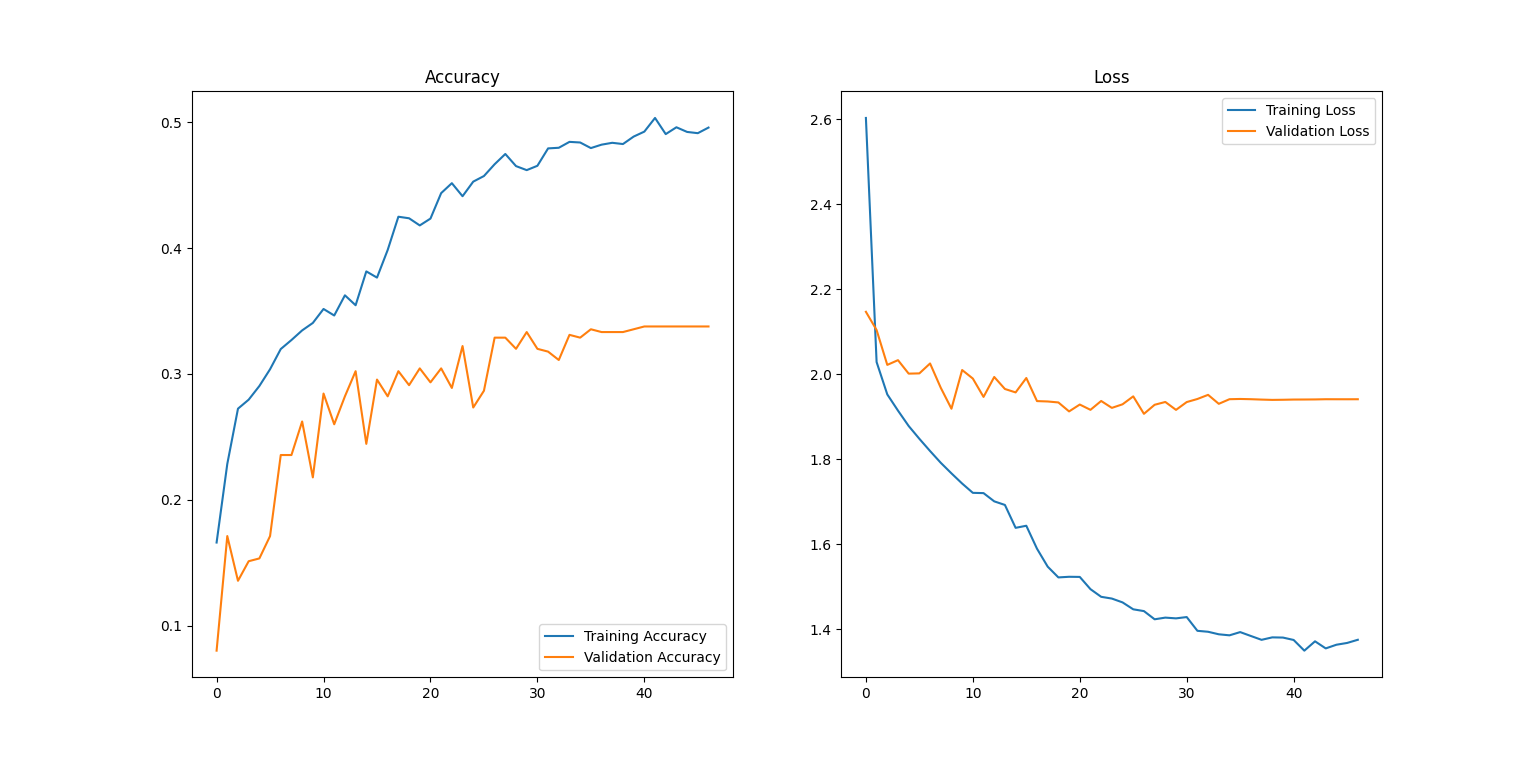 Accuracy
0.5
0.4
0.3
0.2
0.1
0 10 20 30 40
Training Accuracy
Validation Accuracy
Loss
2.6
2.4
2.2
2.0
1.8
1.6
1.4
0 10 20 30 40
Training Loss
Validation Loss